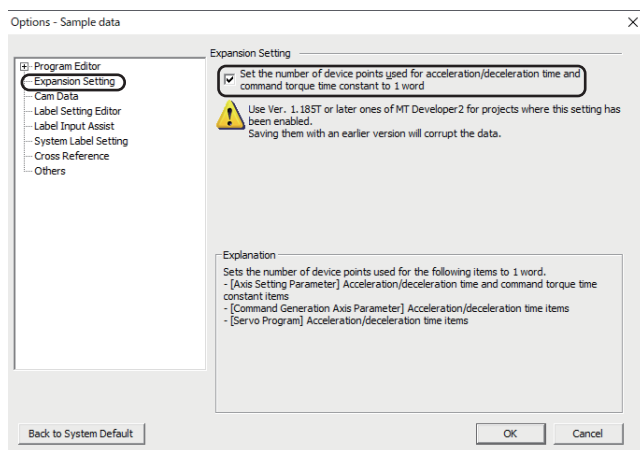 Options - Sample data
Program Editor
Expansion Setting
Cam Data
Label Setting Editor
Label Input Assist
System Label Setting
Cross Reference
Others
Expansion Setting
Set the number of device points used for acceleration/deceleration time and
command torque time constant to 1 word
Use Ver. 1.185T or later ones of MT Developer2 for projects where this setting has
been enabled.
Saving them with an earlier version will corrupt the data.
Explanation
Sets the number of device points used for the following items to 1 word.
- [Axis Setting Parameter] Acceleration/deceleration time and command torque time
constant items
- [Command Generation Axis Parameter] Acceleration/deceleration time items
- [Servo Program] Acceleration/deceleration time items
Back to System Default
OK
Cancel